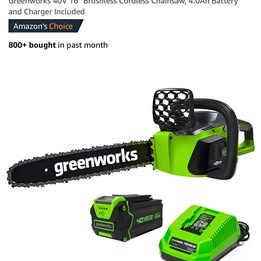 Greenworks 40V 16" Brushless Cordless Chainsaw, 4.0Ah Battery
and Charger Included
Amazon's Choice
800+ bought in past month
greenworks